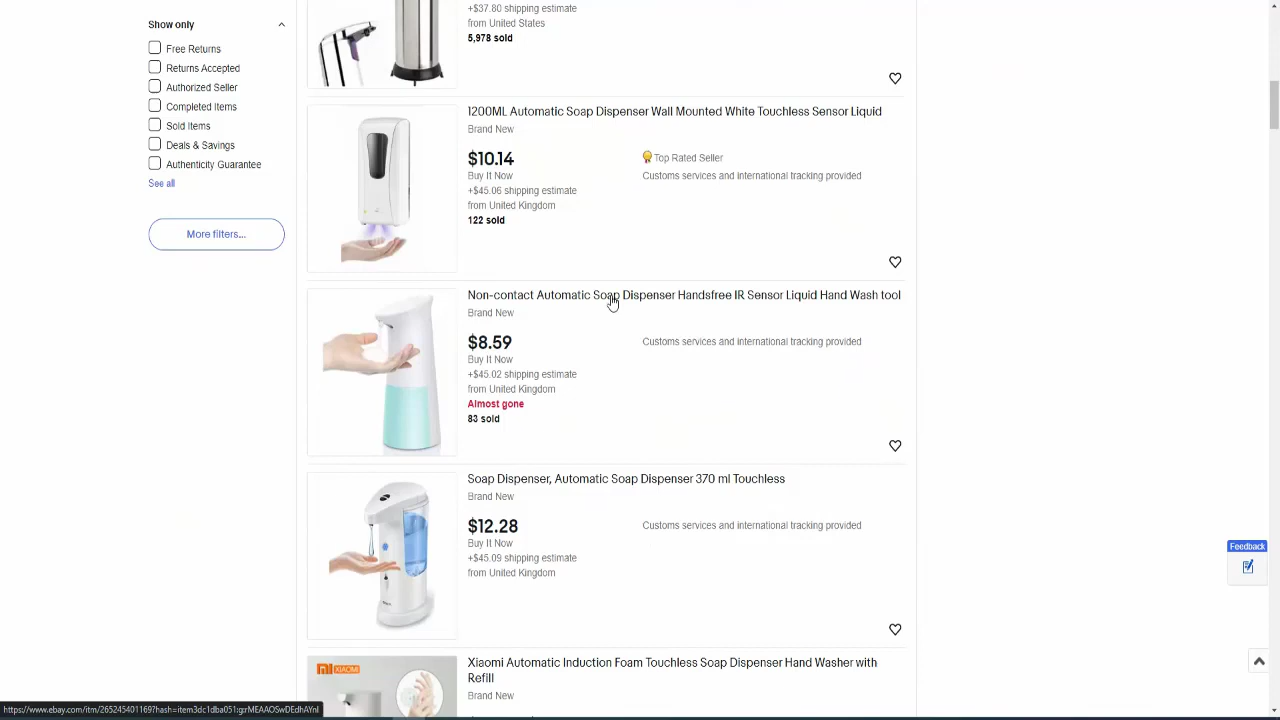 Show only
Free Returns
Returns Accepted
Authorized Seller
Completed Items
Sold Items
Deals & Savings
Authenticity Guarantee
See all
More filters...
+$37.80 shipping estimate
from United States
5,978 sold
1200ML Automatic Soap Dispenser Wall Mounted White Touchless Sensor Liquid
Brand New
$10.14
Buy It Now
+$45.06 shipping estimate
from United Kingdom
122 sold
Top Rated Seller
Customs services and international tracking provided
Non-contact Automatic Soap Dispenser Handsfree IR Sensor Liquid Hand Wash tool
Brand New
$8.59
Buy It Now
+$45.02 shipping estimate
from United Kingdom
Almost gone
83 sold
Customs services and international tracking provided
Soap Dispenser, Automatic Soap Dispenser 370 ml Touchless
Brand New
$12.28
Buy It Now
+$45.09 shipping estimate
from United Kingdom
Customs services and international tracking provided
Feedback
mi XIAOMI
Xiaomi Automatic Induction Foam Touchless Soap Dispenser Hand Washer with
Refill
Brand New